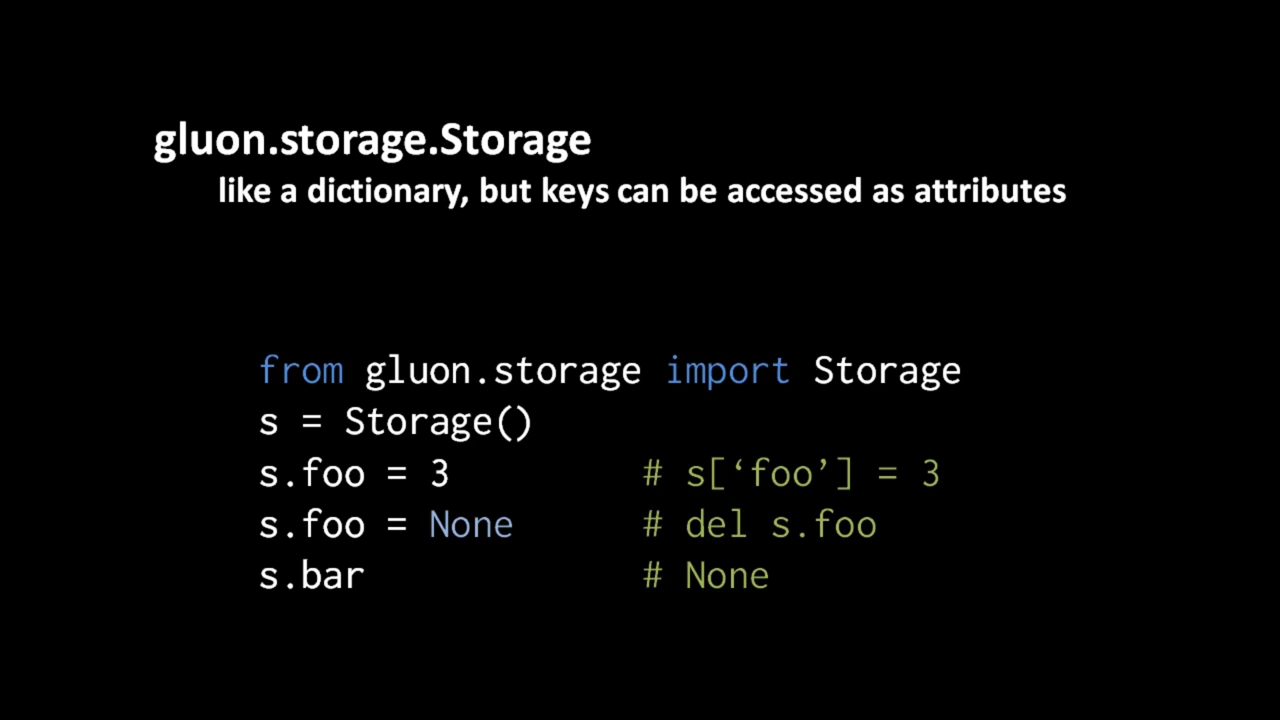 gluon.storage.Storage
like a dictionary, but keys can be accessed as attributes
from gluon.storage import Storage
s = Storage()
s.foo = 3 # s[‘foo’] = 3
s.foo = None # del s.foo
s.bar # None